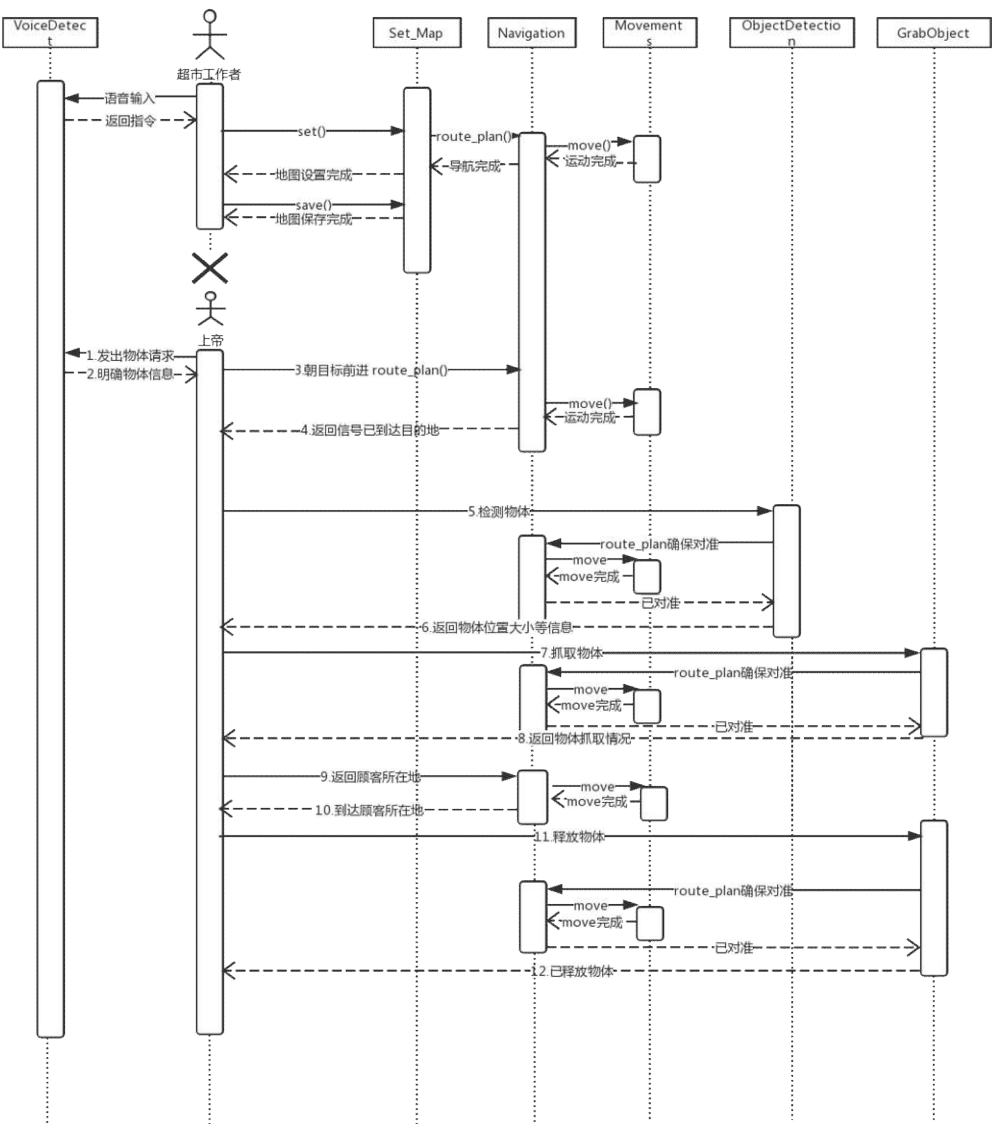 VoiceDetec
t
超市工作者
Set_Map
Navigation
Movement
s
ObjectDetectio
n
GrabObject
语音输入
返回指令
set()
route_plan()
move()
运动完成
导航完成
地图设置完成
save()
地图保存完成
上帝
1.发出物体请求
2.明确物体信息
3.朝目标前进 route_plan()
move()
运动完成
4.返回信号已到达目的地
5.检测物体
route_plan确保对准
move
move完成
已对准
6.返回物体位置大小等信息
7.抓取物体
route_plan确保对准
move
move完成
已对准
8.返回物体抓取情况
9.返回顾客所在地
move
move完成
10.到达顾客所在地
11.释放物体
route_plan确保对准
move
move完成
已对准
12.已释放物体